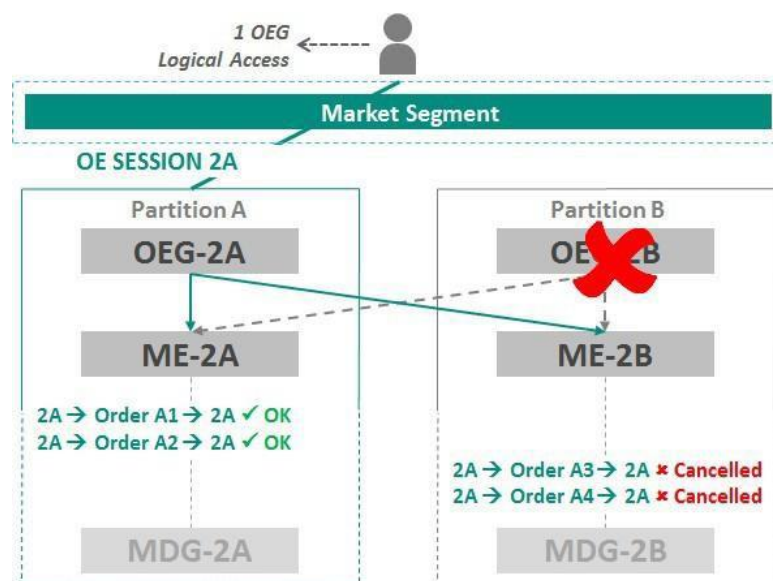 1 OEG
Logical Access
Market Segment
OE SESSION 2A
Partition A
Partition B
OEG-2A
ME-2A
ME-2B
2A → Order A1 → 2A ✓ OK
2A → Order A2 → 2A ✓ OK
2A → Order A3 → 2A ✘ Cancelled
2A → Order A4 → 2A ✘ Cancelled
MDG-2A
MDG-2B